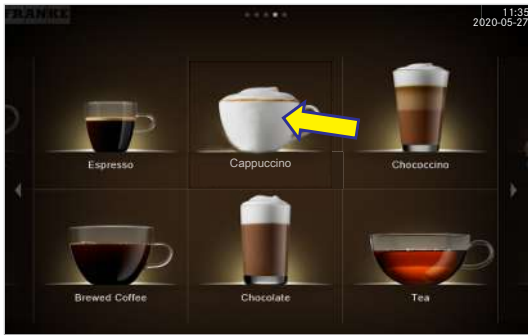 FRANKE
11:35
2020-05-27
Espresso
Cappuccino
Chococcino
Brewed Coffee
Chocolate
Tea